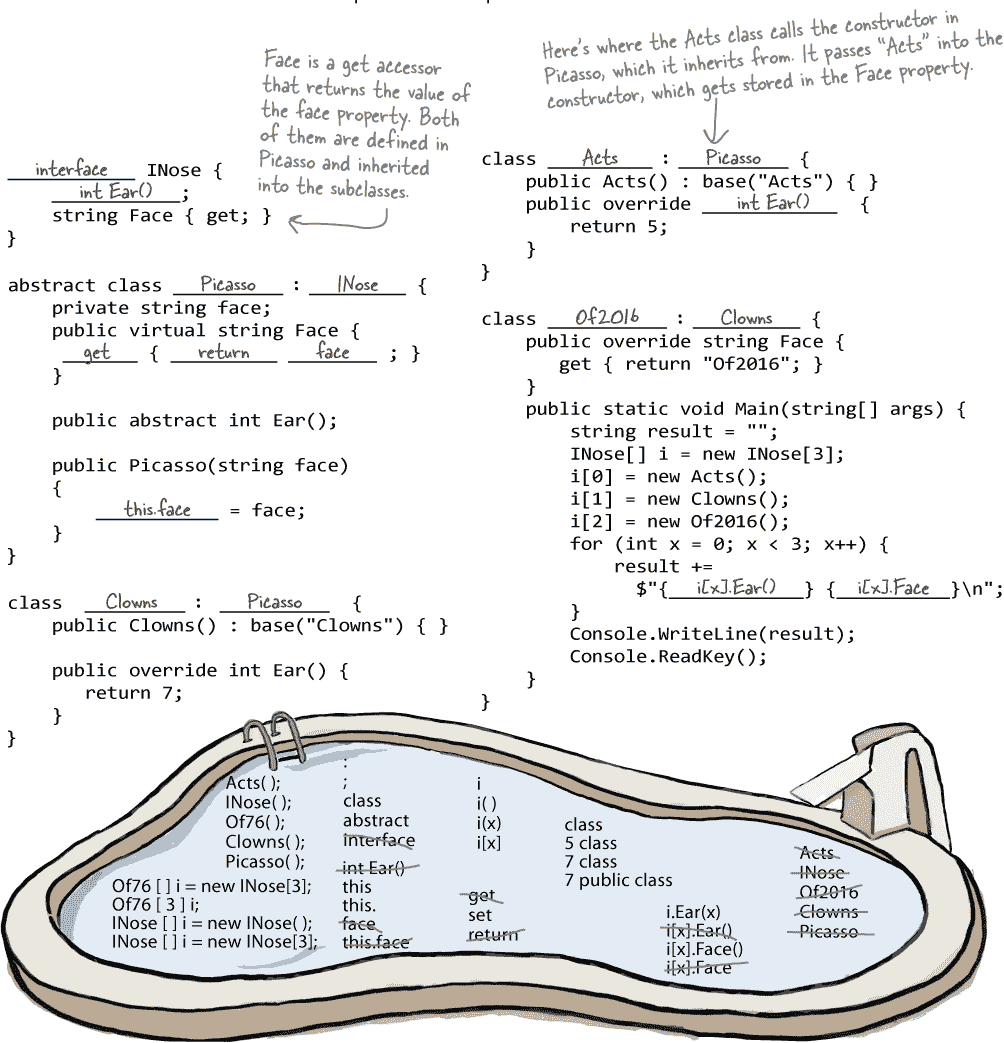 Face is a get accessor
that returns the value of
the face property. Both
of them are defined in
Picasso and inherited
into the subclasses.
Here's where the Acts class calls the constructor in
Picasso, which it inherits from. It passes "Acts" into the
constructor, which gets stored in the Face property.
interface INose {
int Ear() ;
string Face { get; }
}
abstract class Picasso : INose {
private string face;
public virtual string Face {
get { return face ; }
}
public abstract int Ear();
public Picasso(string face)
{
this.face = face;
}
}
class Clowns : Picasso {
public Clowns() : base("Clowns") { }
public override int Ear() {
return 7;
}
}
class Acts : Picasso {
public Acts() : base("Acts") { }
public override int Ear() {
return 5;
}
}
class Of2016 : Clowns {
public override string Face {
get { return "Of2016"; }
}
public static void Main(string[] args) {
string result = "";
INose[] i = new INose[3];
i[0] = new Acts();
i[1] = new Clowns();
i[2] = new Of2016();
for (int x = 0; x < 3; x++) {
result +=
$"{ i[x].Ear() } { i[x].Face }\n";
}
Console.WriteLine(result);
Console.ReadKey();
}
}
Acts( );
INose( );
Of76( );
Clowns( );
Picasso( );
Of76 [ ] i = new INose[3];
Of76 [ 3 ] i;
INose [ ] i = new INose( );
INose [ ] i = new INose[3];
:
;
class
abstract
interface
int Ear()
this
this.
face
this.face
i
i( )
i(x)
i[x]
get
set
return
class
5 class
7 class
7 public class
i.Ear(x)
i[x].Ear()
i[x].Face()
i[x].Face
Acts
INose
Of2016
Clowns
Picasso